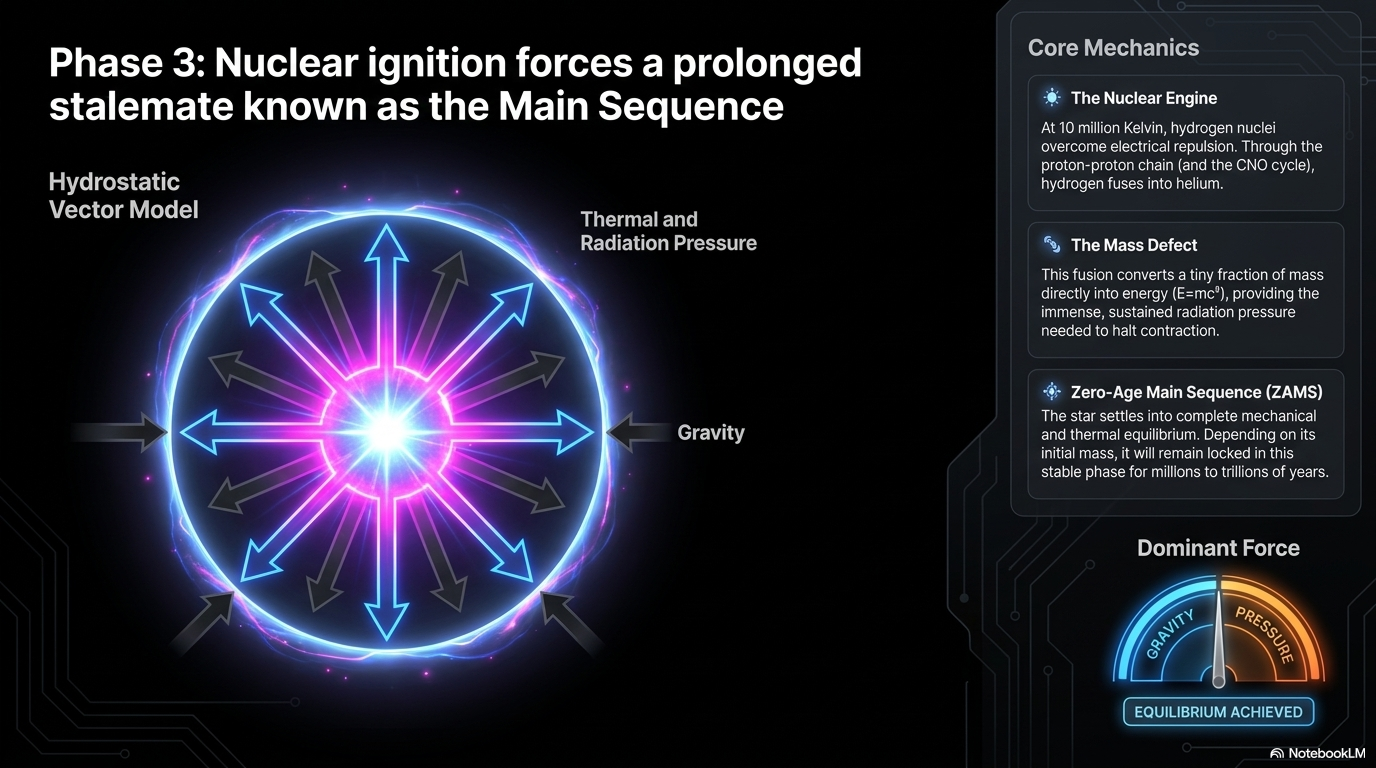 Phase 3: Nuclear ignition forces a prolonged
stalemate known as the Main Sequence
Hydrostatic
Vector Model
Thermal and
Radiation Pressure
Gravity
Core Mechanics
The Nuclear Engine
At 10 million Kelvin, hydrogen nuclei
overcome electrical repulsion. Through the
proton-proton chain (and the CNO cycle),
hydrogen fuses into helium.
The Mass Defect
This fusion converts a tiny fraction of mass
directly into energy (E=mc²), providing the
immense, sustained radiation pressure
needed to halt contraction.
Zero-Age Main Sequence (ZAMS)
The star settles into complete mechanical
and thermal equilibrium. Depending on its
initial mass, it will remain locked in this
stable phase for millions to trillions of years.
Dominant Force
GRAVITY
PRESSURE
EQUILIBRIUM ACHIEVED
NotebookLM